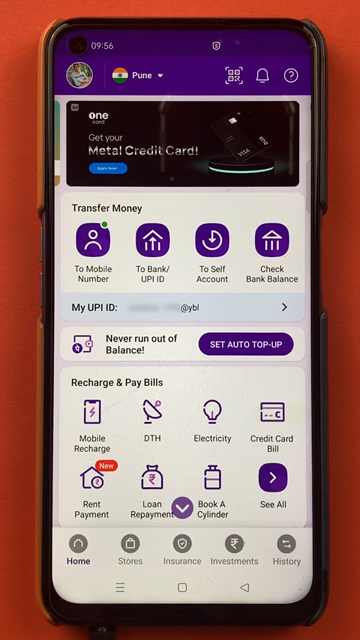 09:56
Pune
Ad
one
card
Get your
Metal Credit Card!
Apply Now!
one
VISA
Transfer Money
To Mobile
Number
To Bank/
UPI ID
To Self
Account
Check
Bank Balance
My UPI ID: @ybl
Never run out of
Balance!
SET AUTO TOP-UP
Recharge & Pay Bills
Mobile
Recharge
DTH
Electricity
Credit Card
Bill
New
Rent
Payment
Loan
Repayment
Book A
Cylinder
See All
Home
Stores
Insurance
Investments
History